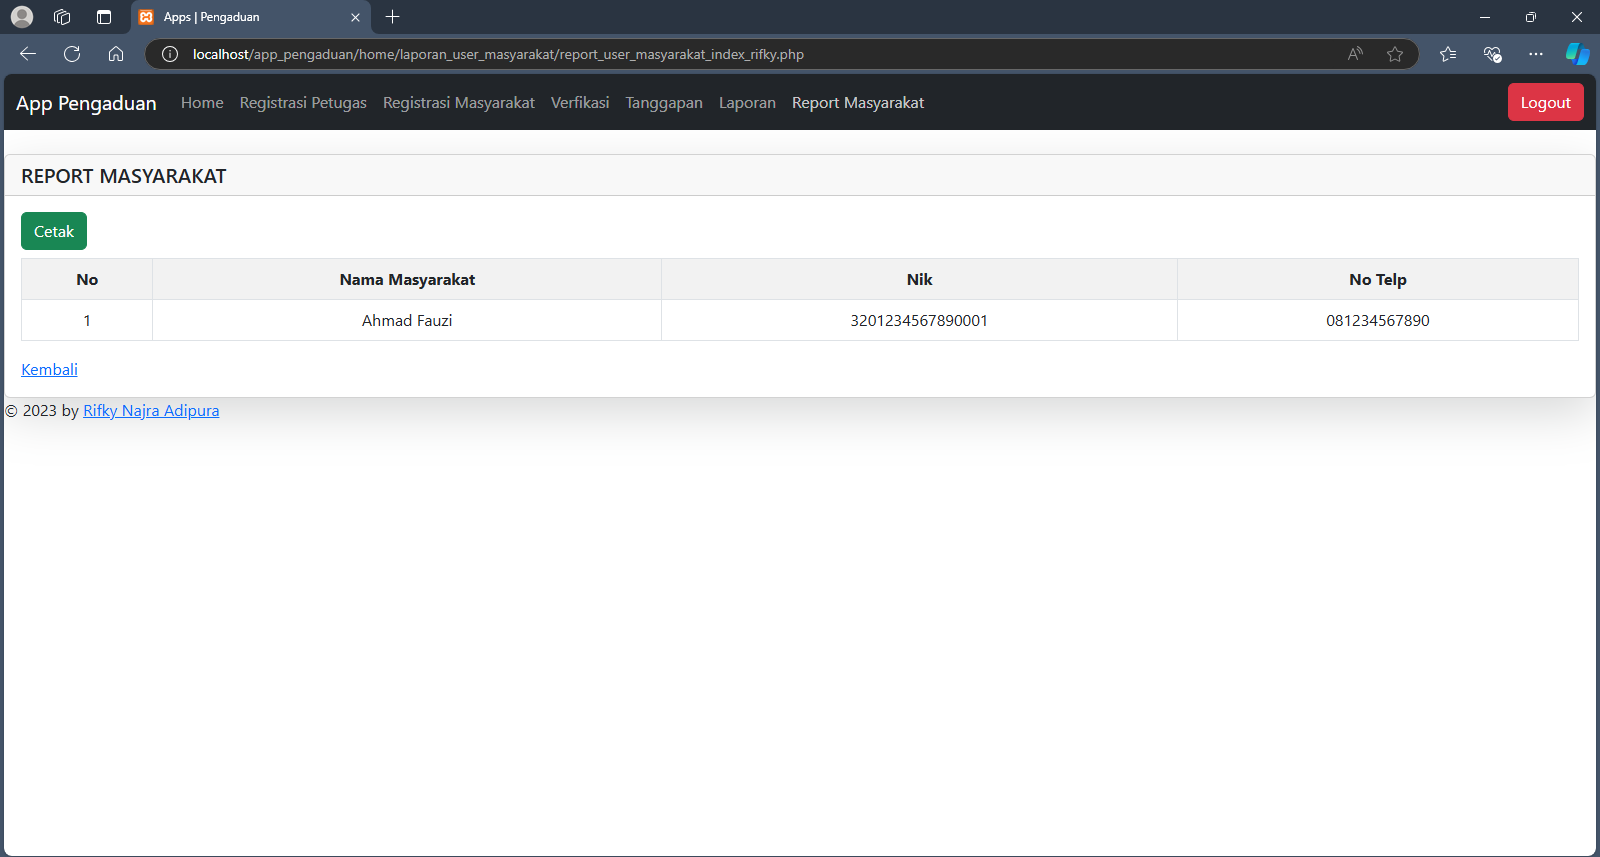 Apps | Pengaduan
localhost/app_pengaduan/home/laporan_user_masyarakat/report_user_masyarakat_index_rifky.php
App Pengaduan Home Registrasi Petugas Registrasi Masyarakat Verfikasi Tanggapan Laporan Report Masyarakat Logout
REPORT MASYARAKAT
Cetak
No Nama Masyarakat Nik No Telp
1 Ahmad Fauzi 3201234567890001 081234567890
Kembali
© 2023 by Rifky Najra Adipura